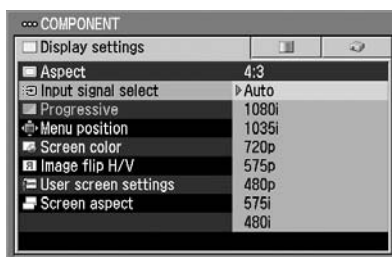 COMPONENT
Display settings
Aspect 4:3
Input signal select Auto
Progressive 1080i
Menu position 1035i
Screen color 720p
Image flip H/V 575p
User screen settings 480p
Screen aspect 575i
480i